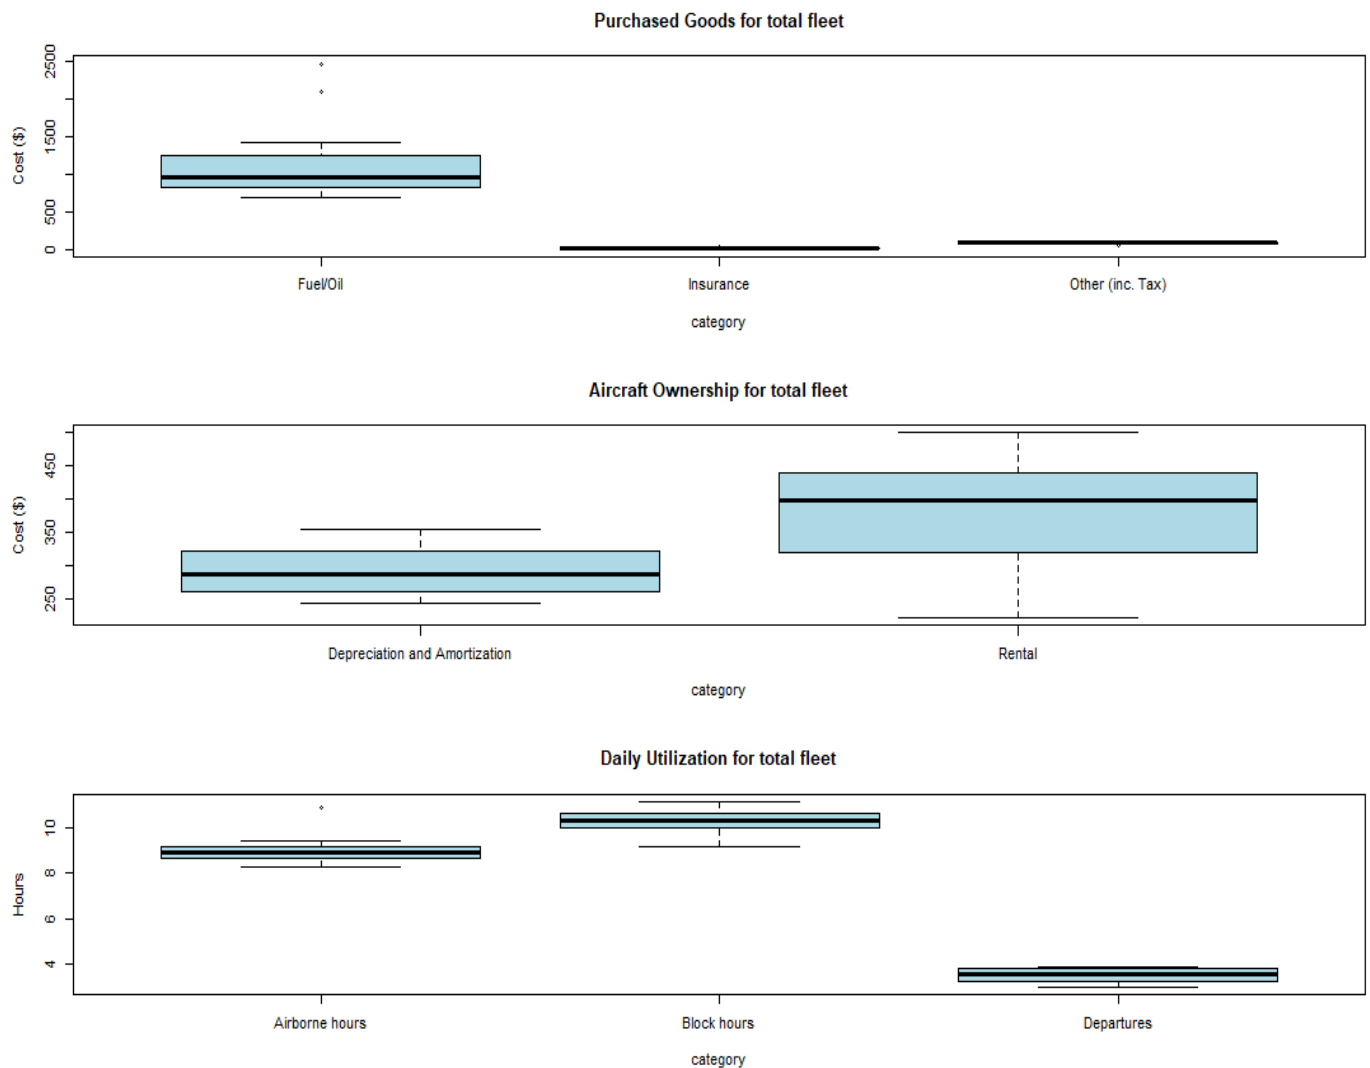 Purchased Goods for total fleet
Cost ($)
2500
1500
500
0
Fuel/Oil Insurance Other (inc. Tax)
category
Aircraft Ownership for total fleet
Cost ($)
450
350
250
Depreciation and Amortization Rental
category
Daily Utilization for total fleet
Hours
10
8
6
4
Airborne hours Block hours Departures
category